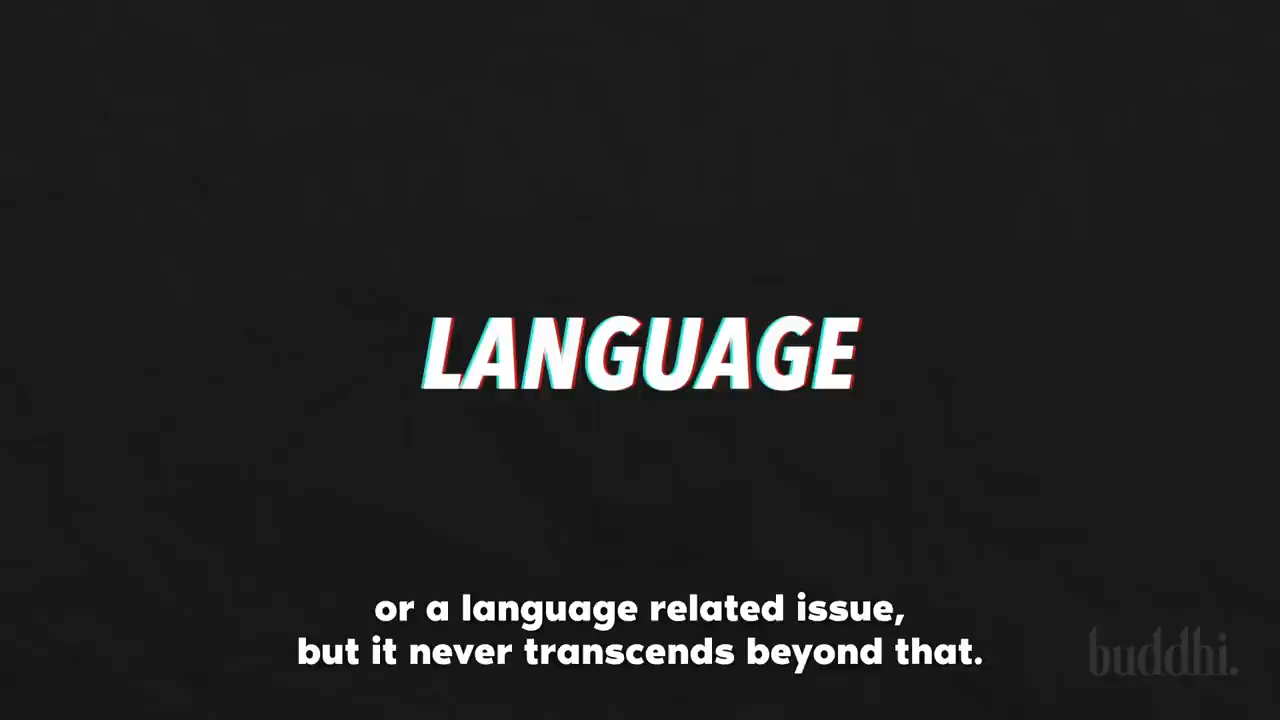 LANGUAGE
or a language related issue,
but it never transcends beyond that.
buddhi.